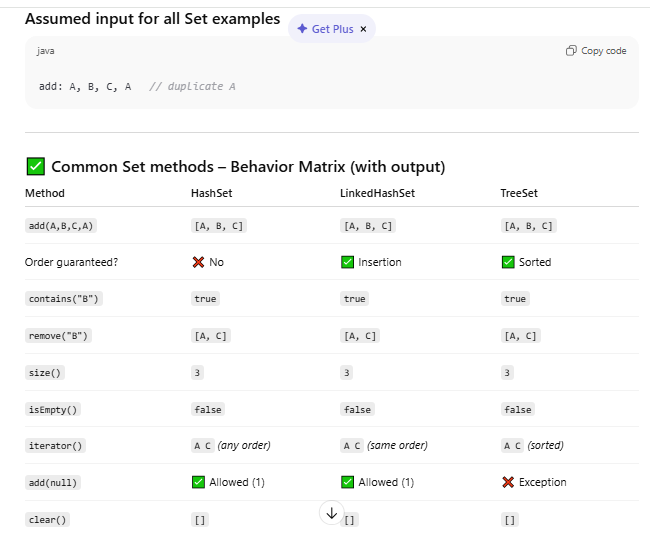 Assumed input for all Set examples
Get Plus ×
java
Copy code
add: A, B, C, A // duplicate A
✅ Common Set methods – Behavior Matrix (with output)
Method HashSet LinkedHashSet TreeSet
add(A,B,C,A) [A, B, C] [A, B, C] [A, B, C]
Order guaranteed? ❌ No ✅ Insertion ✅ Sorted
contains("B") true true true
remove("B") [A, C] [A, C] [A, C]
size() 3 3 3
isEmpty() false false false
iterator() A C (any order) A C (same order) A C (sorted)
add(null) ✅ Allowed (1) ✅ Allowed (1) ❌ Exception
clear() [] [] []